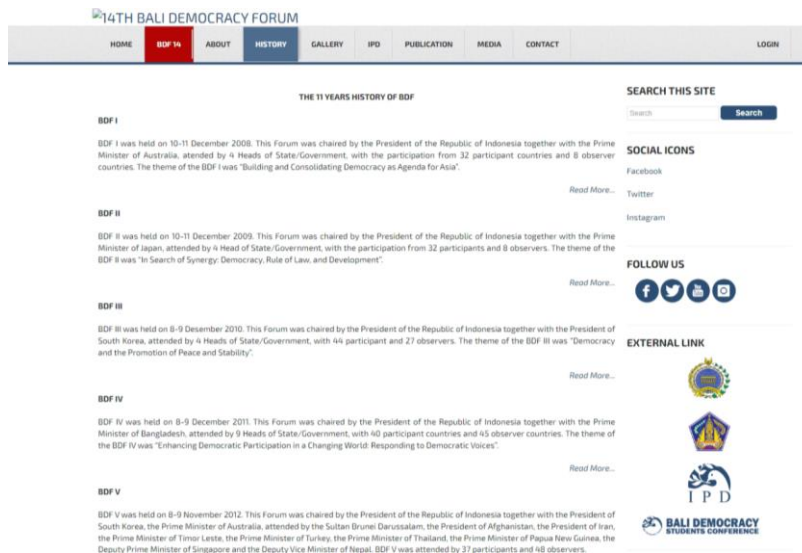 14TH BALI DEMOCRACY FORUM
HOME BDF 14 ABOUT HISTORY GALLERY IPD PUBLICATION MEDIA CONTACT LOGIN
THE 11 YEARS HISTORY OF BDF
BDF I
BDF I was held on 10-11 December 2008. This Forum was chaired by the President of the Republic of Indonesia together with the Prime
Minister of Australia, atended by 4 Heads of State/Government, with the participation from 32 participant countries and 8 observer
countries. The theme of the BDF I was "Building and Consolidating Democracy as Agenda for Asia".
Read More...
BDF II
BDF II was held on 10-11 December 2009. This Forum was chaired by the President of the Republic of Indonesia together with the Prime
Minister of Japan, attended by 4 Head of State/Government, with the participation from 32 participants and 8 observers. The theme of the
BDF II was "In Search of Synergy: Democracy, Rule of Law, and Development".
Read More...
BDF III
BDF III was held on 8-9 Desember 2010. This Forum was chaired by the President of the Republic of Indonesia together with the President of
South Korea, attended by 4 Heads of State/Government, with 44 participant and 27 observers. The theme of the BDF III was "Democracy
and the Promotion of Peace and Stability".
Read More...
BDF IV
BDF IV was held on 8-9 December 2011. This Forum was chaired by the President of the Republic of Indonesia together with the Prime
Minister of Bangladesh, attended by 9 Heads of State/Government, with 40 participant countries and 45 observer countries. The theme of
the BDF IV was "Enhancing Democratic Participation in a Changing World: Responding to Democratic Voices".
Read More...
BDF V
BDF V was held on 8-9 November 2012. This Forum was chaired by the President of the Republic of Indonesia together with the President of
South Korea, the Prime Minister of Australia, attended by the Sultan Brunei Darussalam, the President of Afghanistan, the President of Iran,
the Prime Minister of Timor Leste, the Prime Minister of Turkey, the Prime Minister of Thailand, the Prime Minister of Papua New Guinea, the
Deputy Prime Minister of Singapore and the Deputy Vice Minister of Nepal. BDF V was attended by 37 participants and 48 observers.
SEARCH THIS SITE
Search Search
SOCIAL ICONS
Facebook
Twitter
Instagram
FOLLOW US
EXTERNAL LINK
IPD
BALI DEMOCRACY
STUDENTS CONFERENCE